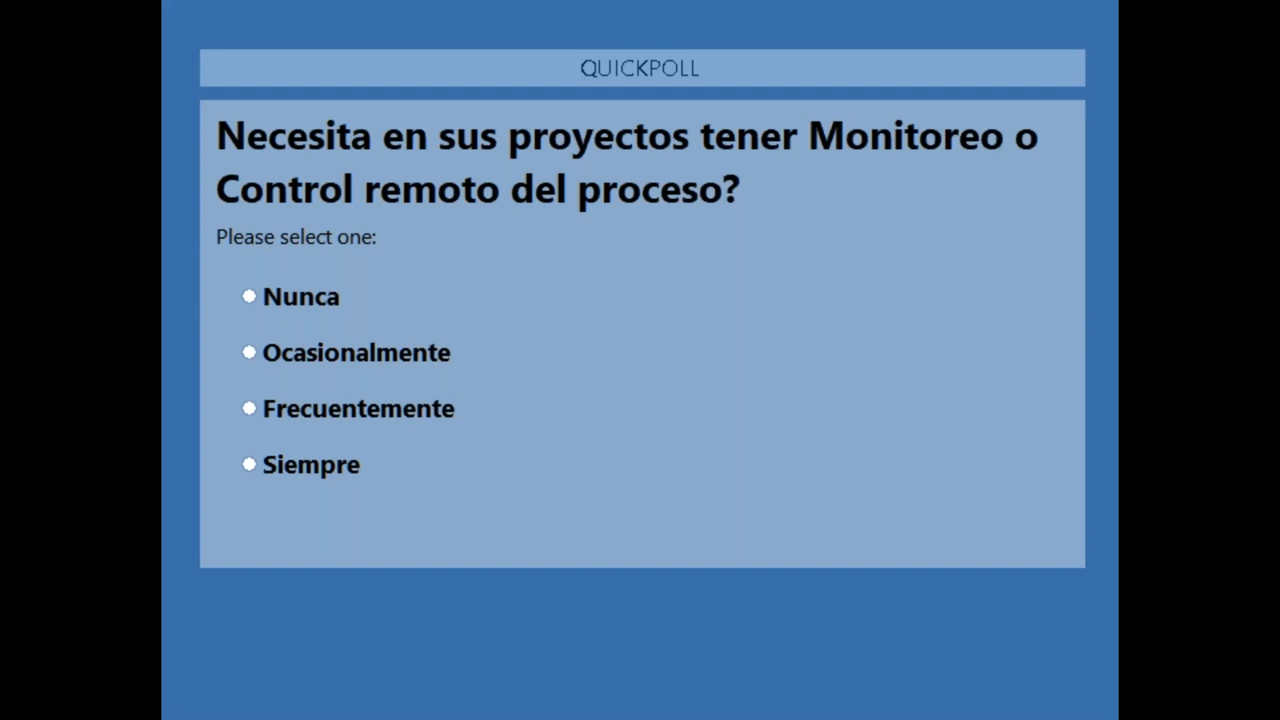 QUICKPOLL
Necesita en sus proyectos tener Monitoreo o
Control remoto del proceso?
Please select one:
Nunca
Ocasionalmente
Frecuentemente
Siempre